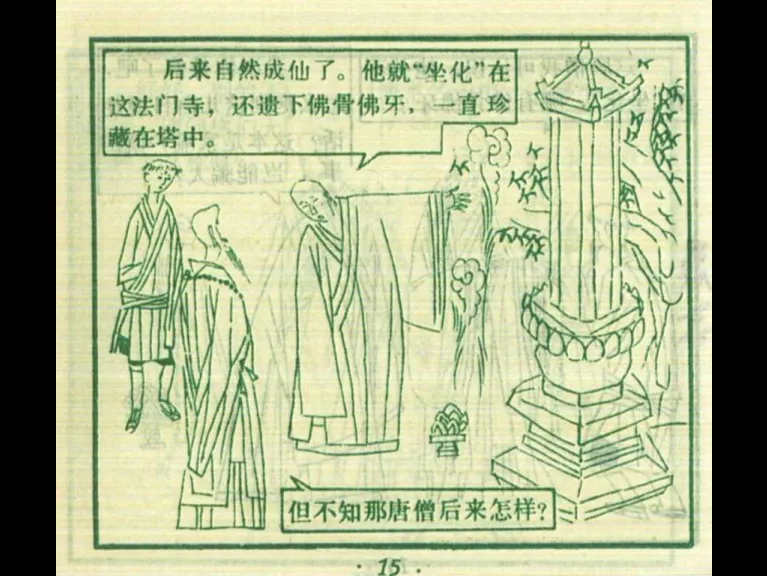 后来自然成仙了。他就“坐化”在
这法门寺，还遗下佛骨佛牙，一直珍
藏在塔中。
但不知那唐僧后来怎样？
· 15 ·